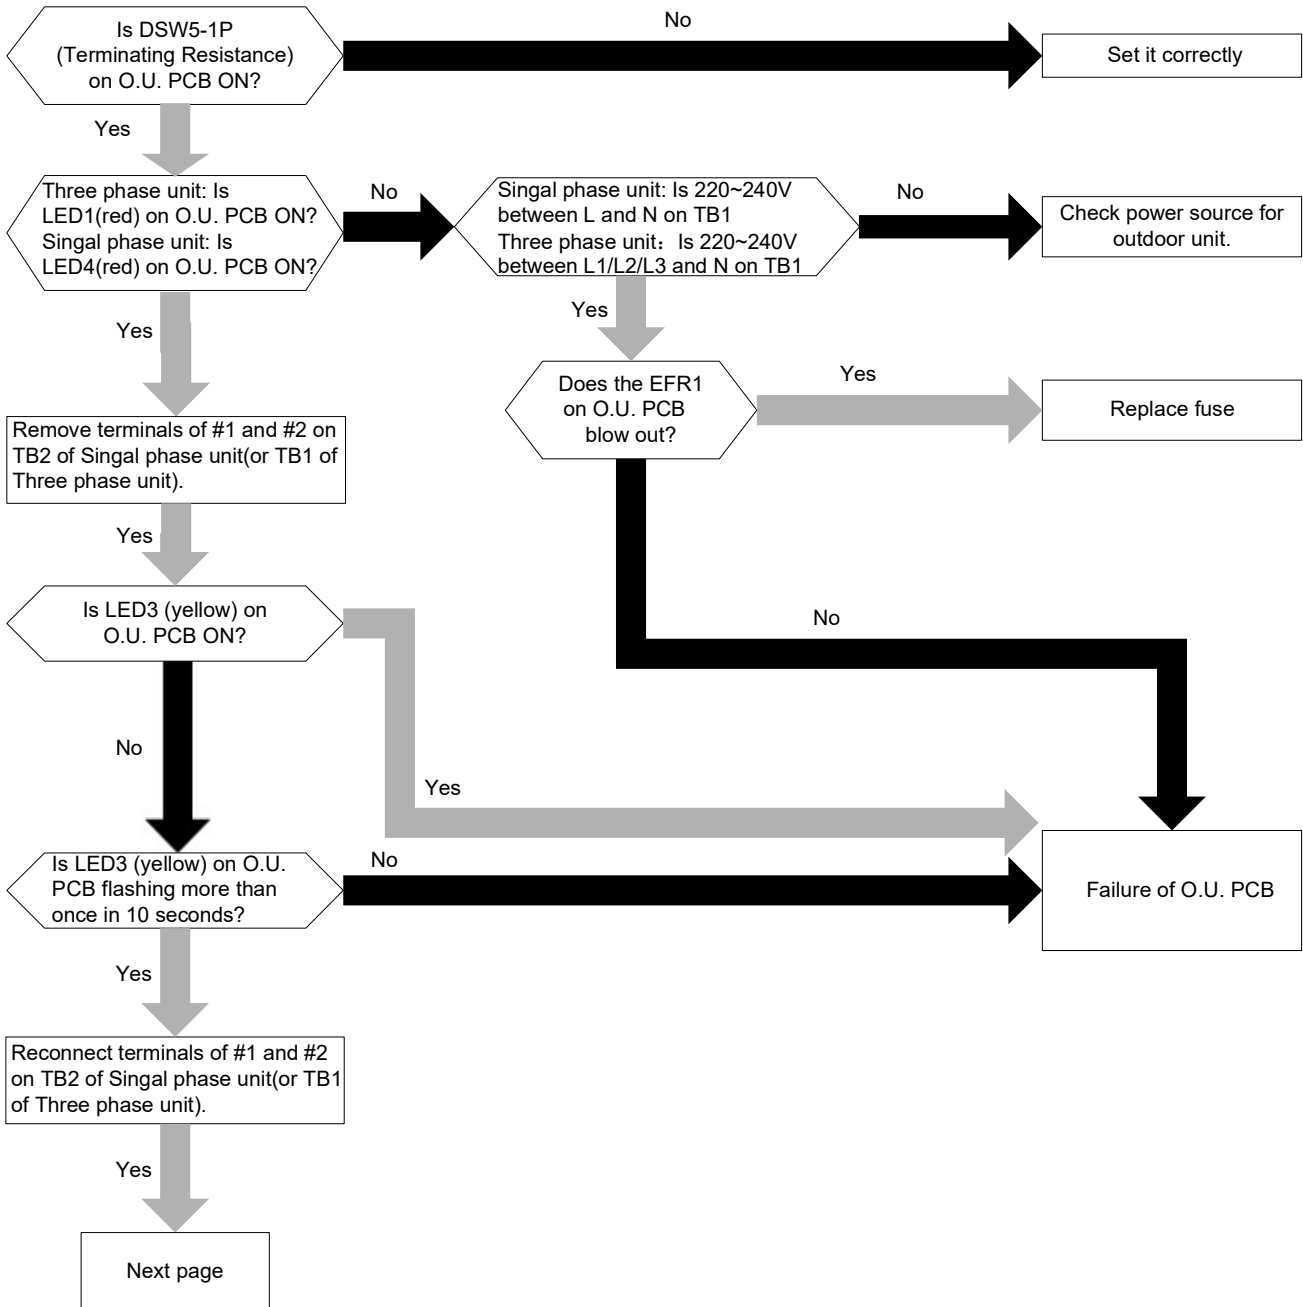 Is DSW5-1P
(Terminating Resistance)
on O.U. PCB ON?
No
Set it correctly
Yes
Three phase unit: Is
LED1(red) on O.U. PCB ON?
Singal phase unit: Is
LED4(red) on O.U. PCB ON?
No
Singal phase unit: Is 220~240V
between L and N on TB1
Three phase unit：Is 220~240V
between L1/L2/L3 and N on TB1
No
Check power source for
outdoor unit.
Yes
Yes
Does the EFR1
on O.U. PCB
blow out?
Yes
Replace fuse
Remove terminals of #1 and #2 on
TB2 of Singal phase unit(or TB1 of
Three phase unit).
Yes
Is LED3 (yellow) on
O.U. PCB ON?
No
No
Yes
Is LED3 (yellow) on O.U.
PCB flashing more than
once in 10 seconds?
No
Failure of O.U. PCB
Yes
Reconnect terminals of #1 and #2
on TB2 of Singal phase unit(or TB1
of Three phase unit).
Yes
Next page